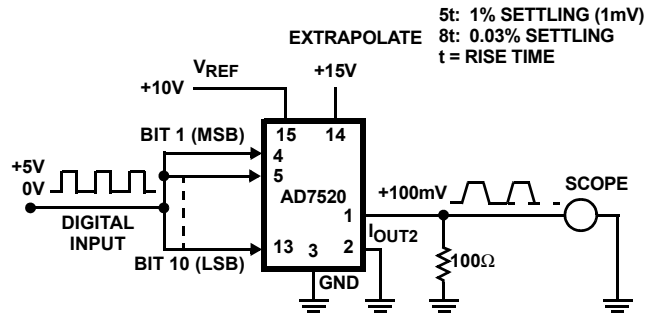 5t: 1% SETTLING (1mV)
EXTRAPOLATE 8t: 0.03% SETTLING
t = RISE TIME
VREF
+10V
+15V
BIT 1 (MSB)
15
14
+5V
0V
4
5
AD7520
+100mV
SCOPE
DIGITAL
INPUT
1
IOUT2
13
3
2
100Ω
BIT 10 (LSB)
GND